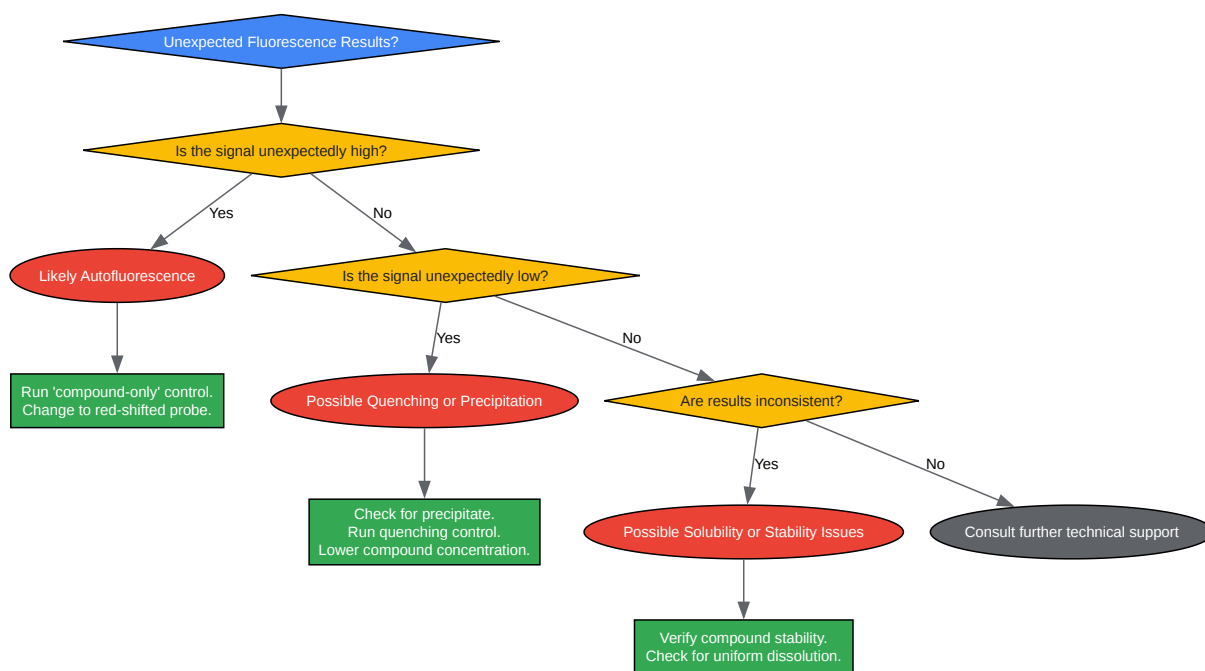 Unexpected Fluorescence Results?
Is the signal unexpectedly high?
Yes
No
Likely Autofluorescence
Is the signal unexpectedly low?
Yes
No
Run 'compound-only' control.
Change to red-shifted probe.
Possible Quenching or Precipitation
Are results inconsistent?
Yes
No
Check for precipitate.
Run quenching control.
Lower compound concentration.
Possible Solubility or Stability Issues
Consult further technical support
Verify compound stability.
Check for uniform dissolution.